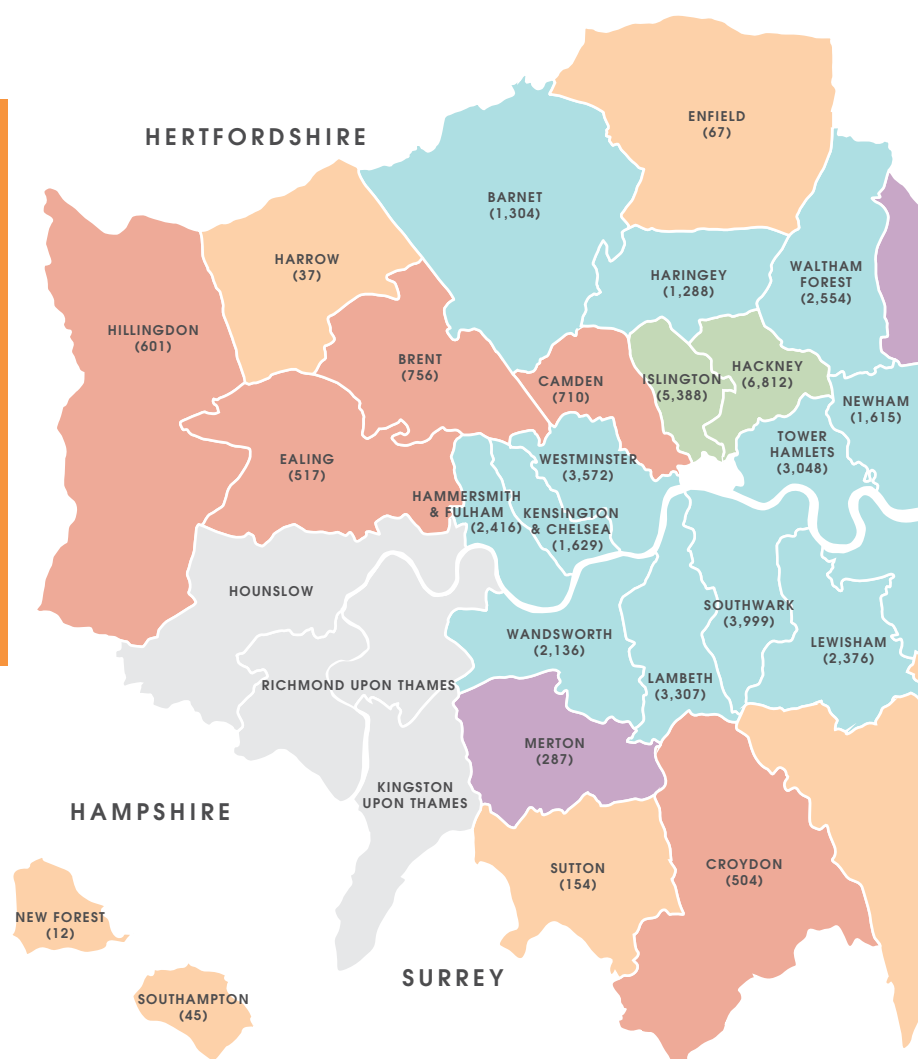 ENFIELD
(67)
HERTFORDSHIRE
BARNET
(1,304)
HARROW
(37)
HARINGEY
(1,288)
WALTHAM
FOREST
(2,554)
HILLINGDON
(601)
BRENT
(756)
CAMDEN
(710)
ISLINGTON
(5,388)
HACKNEY
(6,812)
NEWHAM
(1,615)
TOWER
HAMLETS
(3,048)
EALING
(517)
WESTMINSTER
(3,572)
HAMMERSMITH
& FULHAM
(2,416)
KENSINGTON
& CHELSEA
(1,629)
HOUNSLOW
SOUTHWARK
(3,999)
WANDSWORTH
(2,136)
LEWISHAM
(2,376)
RICHMOND UPON THAMES
LAMBETH
(3,307)
MERTON
(287)
KINGSTON
UPON THAMES
HAMPSHIRE
SUTTON
(154)
CROYDON
(504)
NEW FOREST
(12)
SURREY
SOUTHAMPTON
(45)